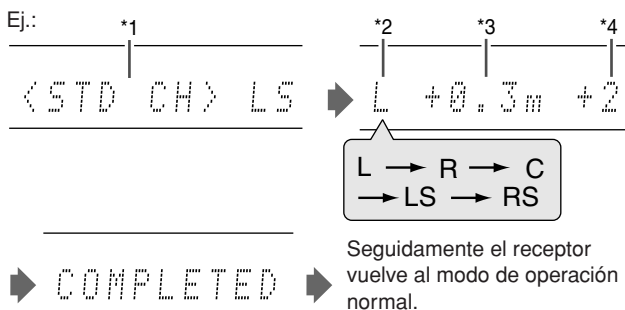 Ej.:
*1
*2 *3 *4
<STD CH> LS
L +0.3m +2
L → R → C
→ LS → RS
COMPLETED
Seguidamente el receptor
vuelve al modo de operación
normal.